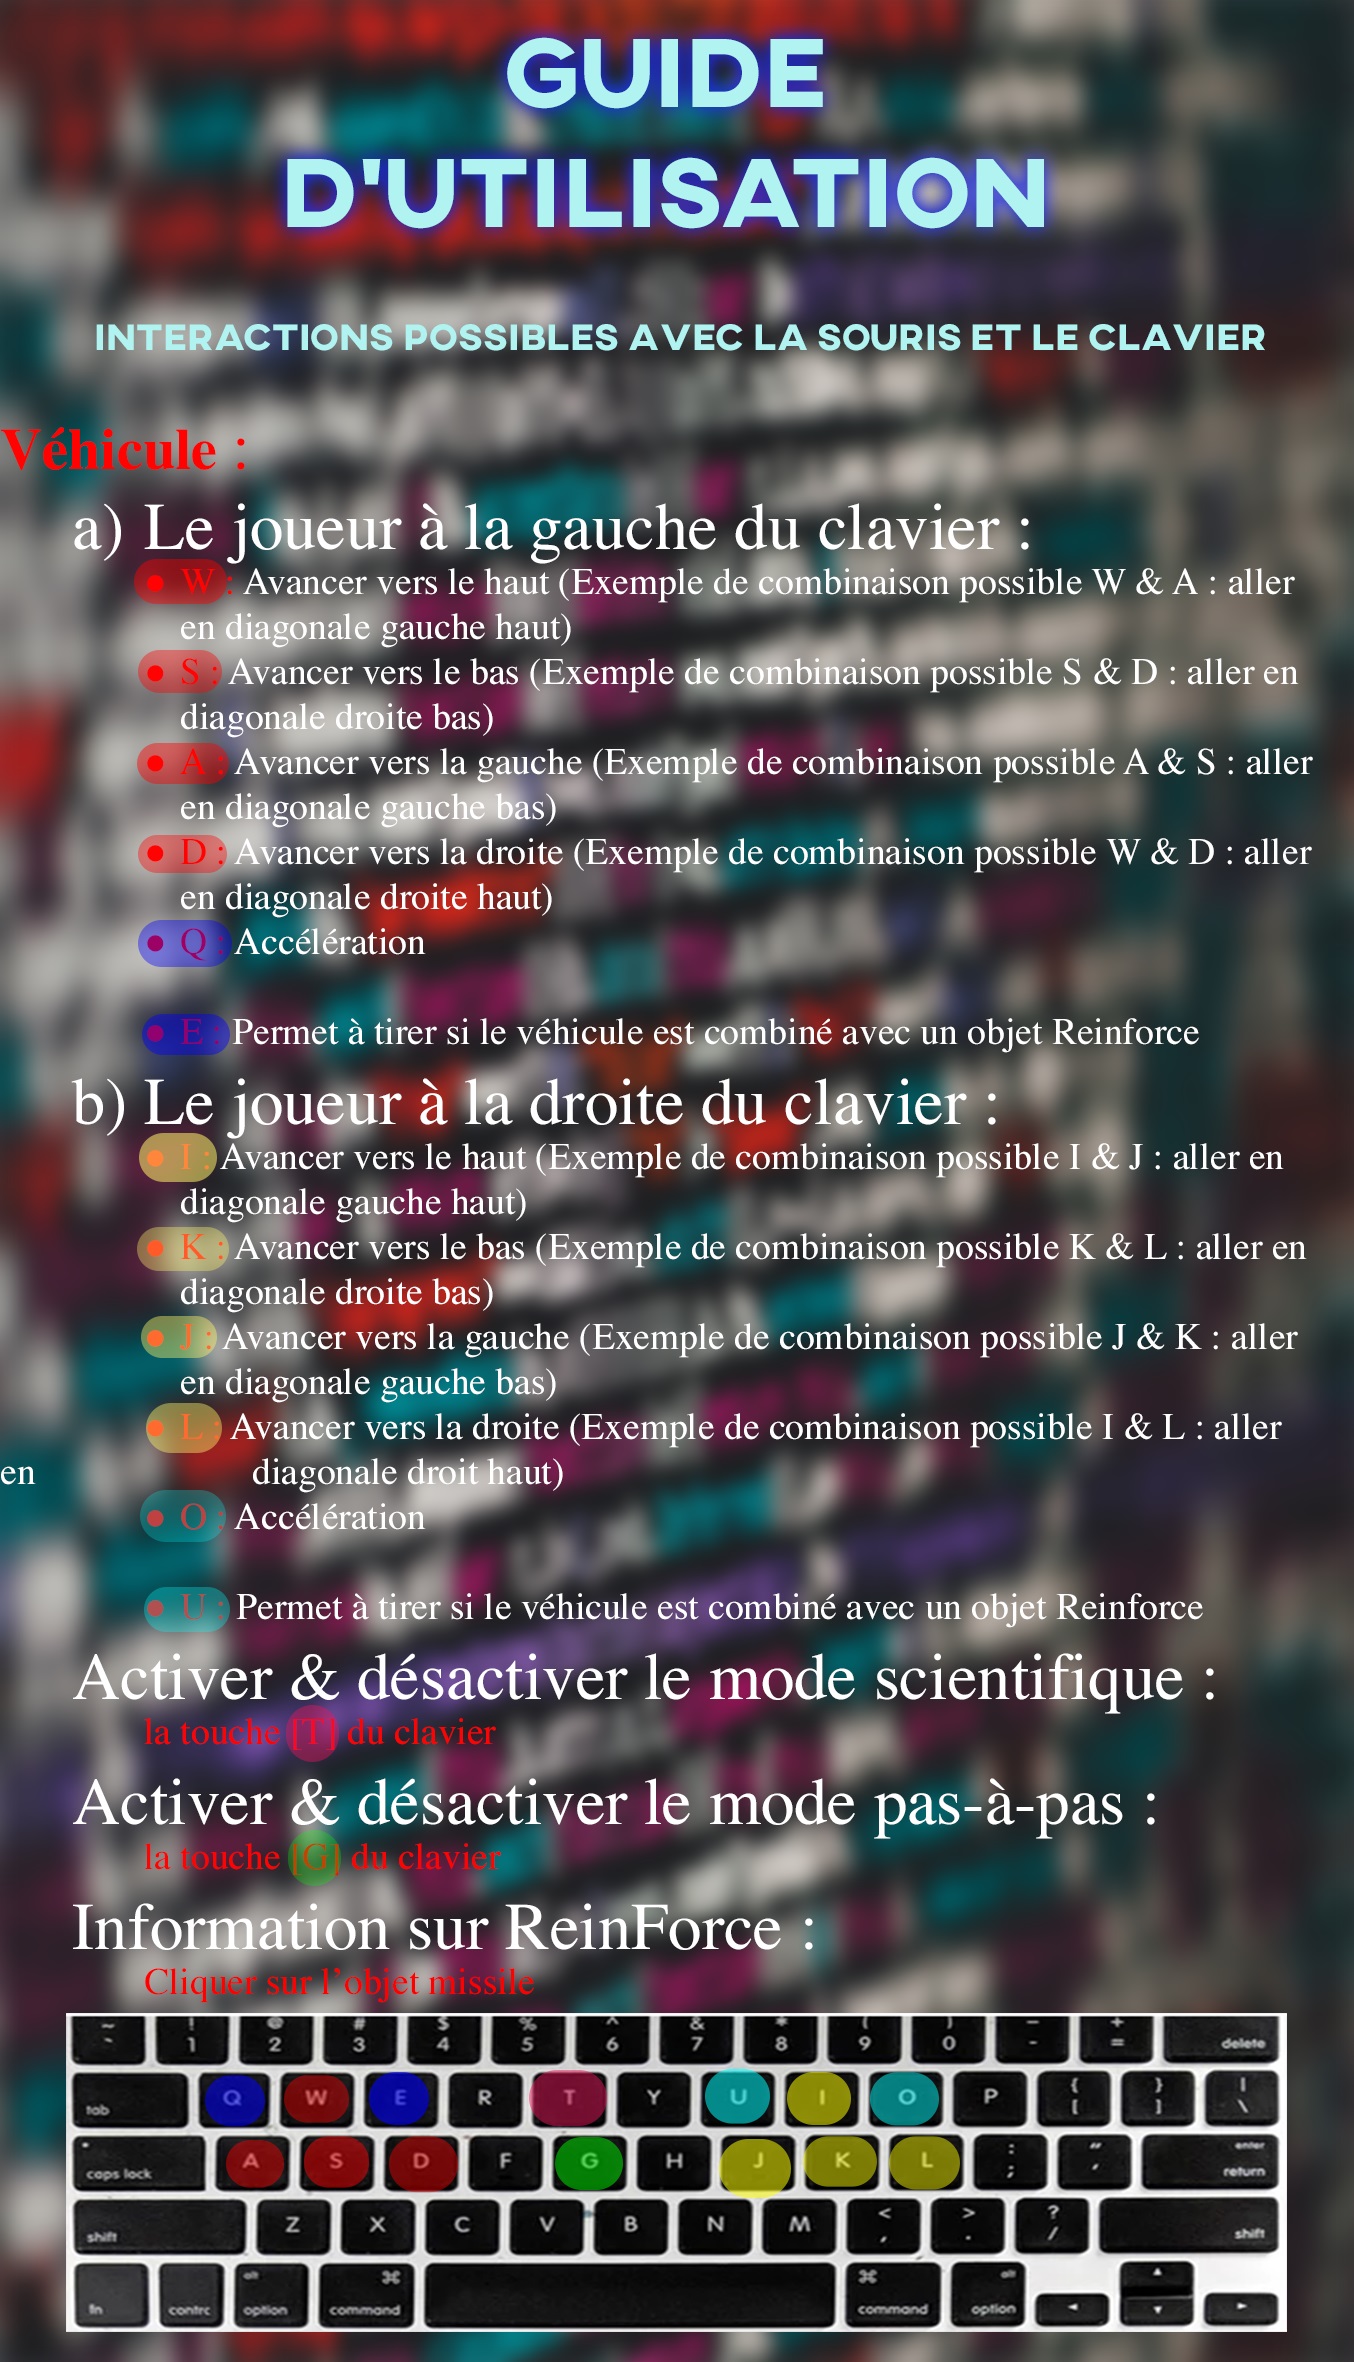 GUIDE
D'UTILISATION
INTERACTIONS POSSIBLES AVEC LA SOURIS ET LE CLAVIER
Véhicule :
a) Le joueur à la gauche du clavier :
• W : Avancer vers le haut (Exemple de combinaison possible W & A : aller
en diagonale gauche haut)
• S : Avancer vers le bas (Exemple de combinaison possible S & D : aller en
diagonale droite bas)
• A : Avancer vers la gauche (Exemple de combinaison possible A & S : aller
en diagonale gauche bas)
• D : Avancer vers la droite (Exemple de combinaison possible W & D : aller
en diagonale droite haut)
• Q : Accélération
• E : Permet à tirer si le véhicule est combiné avec un objet Reinforce
b) Le joueur à la droite du clavier :
• I : Avancer vers le haut (Exemple de combinaison possible I & J : aller en
diagonale gauche haut)
• K : Avancer vers le bas (Exemple de combinaison possible K & L : aller en
diagonale droite bas)
• J : Avancer vers la gauche (Exemple de combinaison possible J & K : aller
en diagonale gauche bas)
• L : Avancer vers la droite (Exemple de combinaison possible I & L : aller
en diagonale droit haut)
• O : Accélération
• U : Permet à tirer si le véhicule est combiné avec un objet Reinforce
Activer & désactiver le mode scientifique :
la touche [T] du clavier
Activer & désactiver le mode pas-à-pas :
la touche [G] du clavier
Information sur ReinForce :
Cliquer sur l’objet missile
~ ! @ # $ % ^ & * ( ) _ +
` 1 2 3 4 5 6 7 8 9 0 - = delete
tab Q W E R T Y U I O P { [ } ] | \
caps lock A S D F G H J K L : ; " ' enter return
shift Z X C V B N M < , > . ? / shift
fn contrc alt option ⌘ command ⌘ command alt option ◄ ▲ ▼ ►